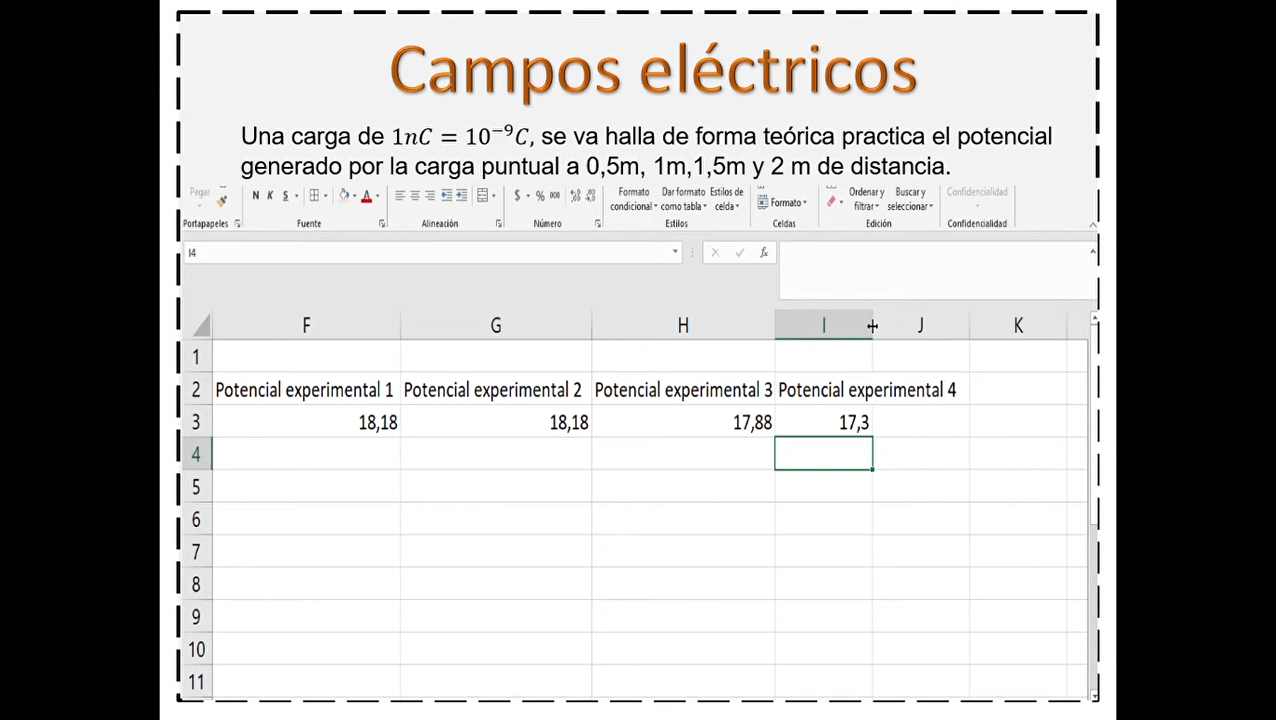 Campos eléctricos
Una carga de 1nC = 10⁻⁹C, se va halla de forma teórica practica el potencial
generado por la carga puntual a 0,5m, 1m,1,5m y 2 m de distancia.
Pegar N K S A $ % 000 Formato Dar formato Estilos de Formato Ordenar y Buscar y Confidencialidad
condicional como tabla celda filtrar seleccionar
Portapapeles Fuente Alineación Número Estilos Celdas Edición Confidencialidad
I4 fx
F G H I J K
1
2 Potencial experimental 1 Potencial experimental 2 Potencial experimental 3 Potencial experimental 4
3 18,18 18,18 17,88 17,3
4
5
6
7
8
9
10
11